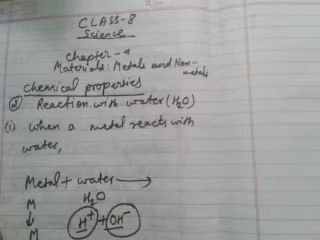 CLASS-8
Science
Chapter-4
Materials: Metals and Non-
metals
Chemical properties
② Reaction with water (H₂O)
(i) When a metal reacts with
water,
Metal + water →
M H₂O
↓ H⁺ + OH⁻
M